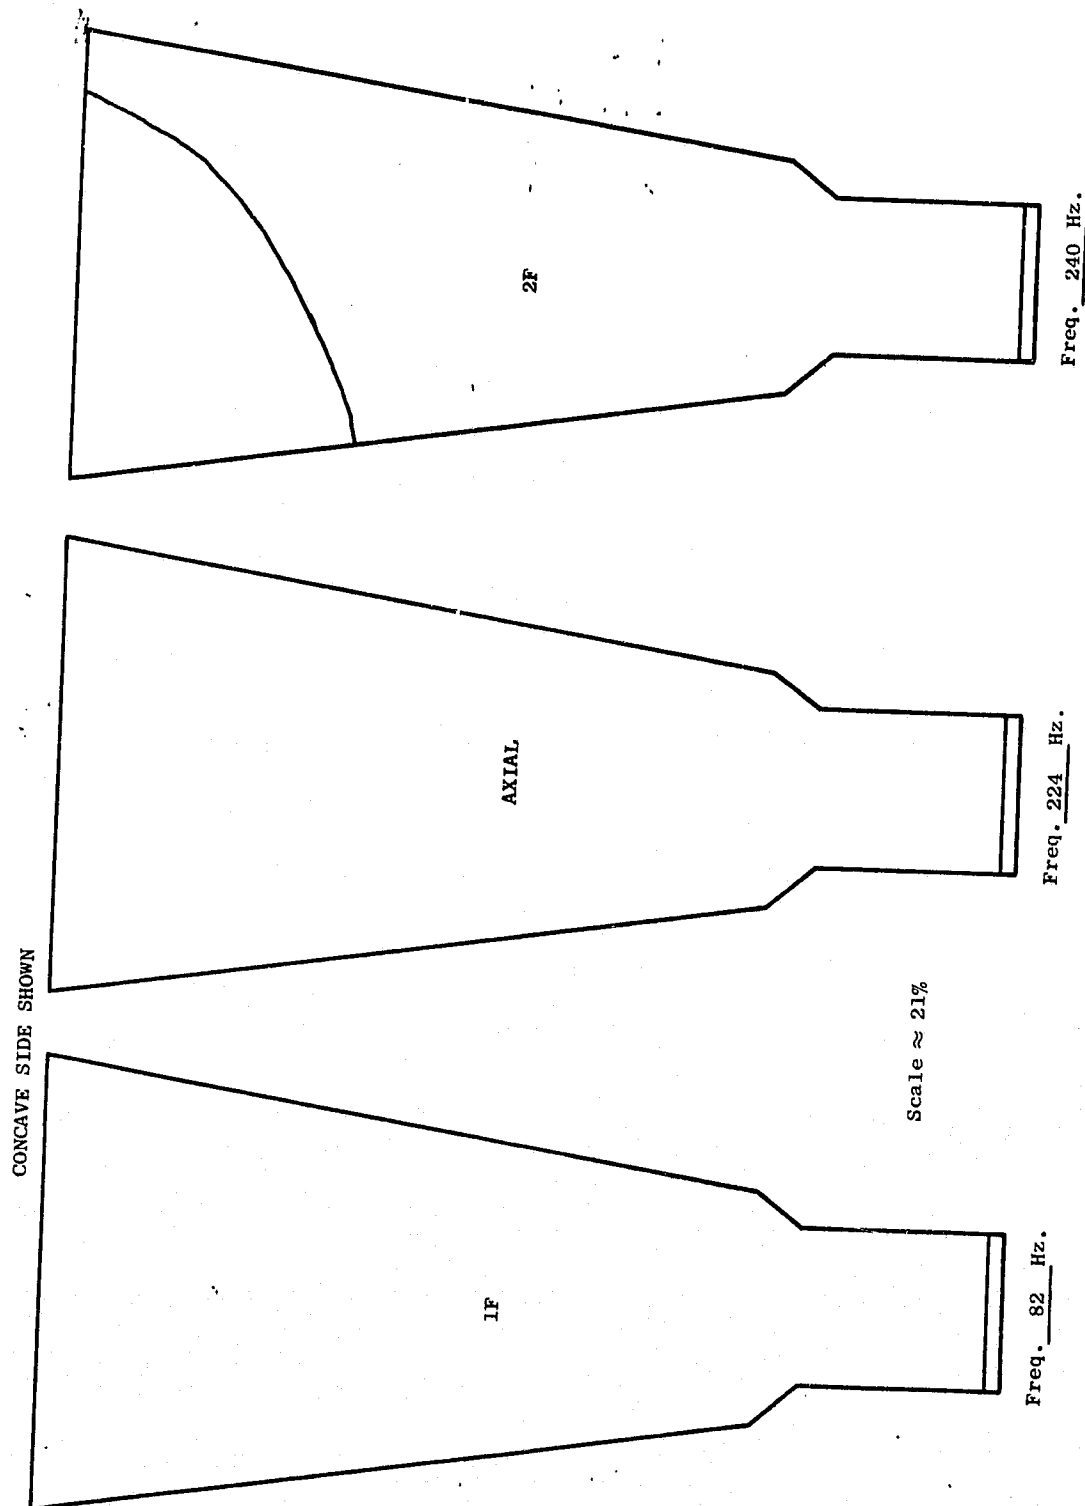 CONCAVE SIDE SHOWN
1F
AXIAL
2F
Scale ≈ 21%
Freq. 82 Hz.
Freq. 224 Hz.
Freq. 240 Hz.